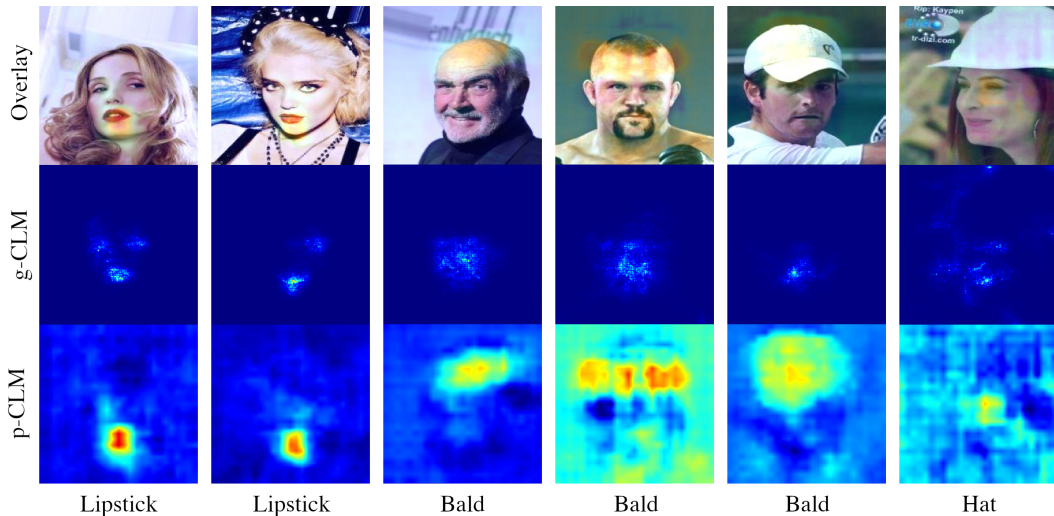 Overlay
Rip: Kaypen
tr-dizi.com
g-CLM
p-CLM
Lipstick Lipstick Bald Bald Bald Hat